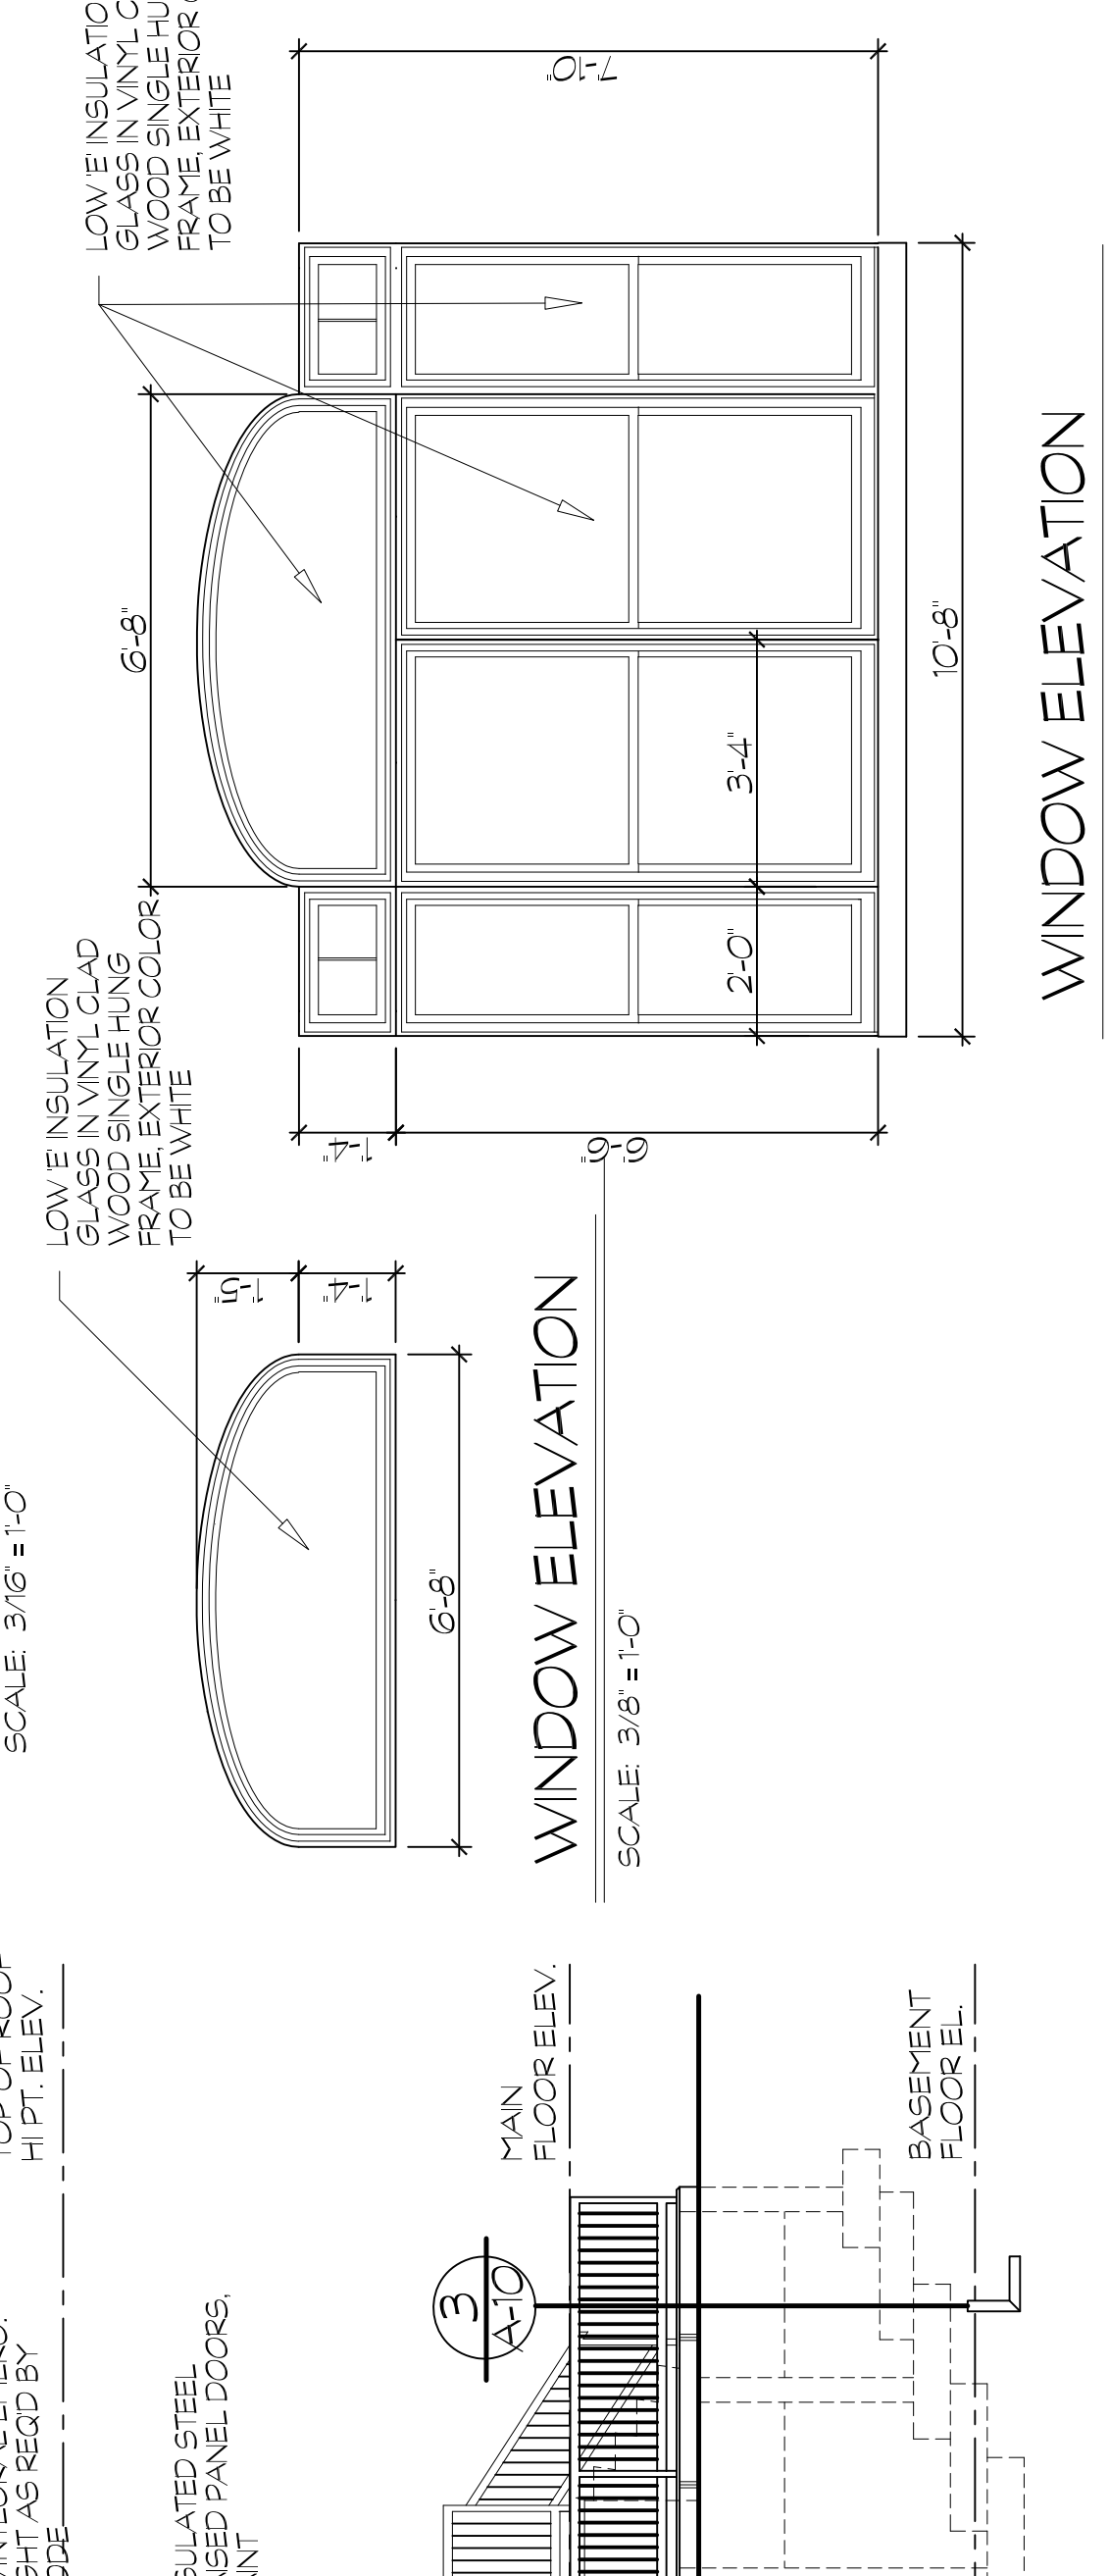 LOW 'E' INSULATIO
GLASS IN VINYL C
WOOD SINGLE HU
FRAME, EXTERIOR
TO BE WHITE
7'-10"
6'-8"
3'-4"
2'-0"
10'-8"
1'-4"
6'-6"
WINDOW ELEVATION
LOW 'E' INSULATION
GLASS IN VINYL CLAD
WOOD SINGLE HUNG
FRAME, EXTERIOR COLOR
TO BE WHITE
1'-5"
1'-4"
6'-8"
WINDOW ELEVATION
SCALE: 3/8" = 1'-0"
SCALE: 3/16" = 1'-0"
TOP OF ROOF
HI PT. ELEV.
MAIN
FLOOR ELEV.
BASEMENT
FLOOR EL.
3
A-10
GHT AS REQ'D BY
ODE
SULATED STEEL
ISED PANEL DOORS,
INT